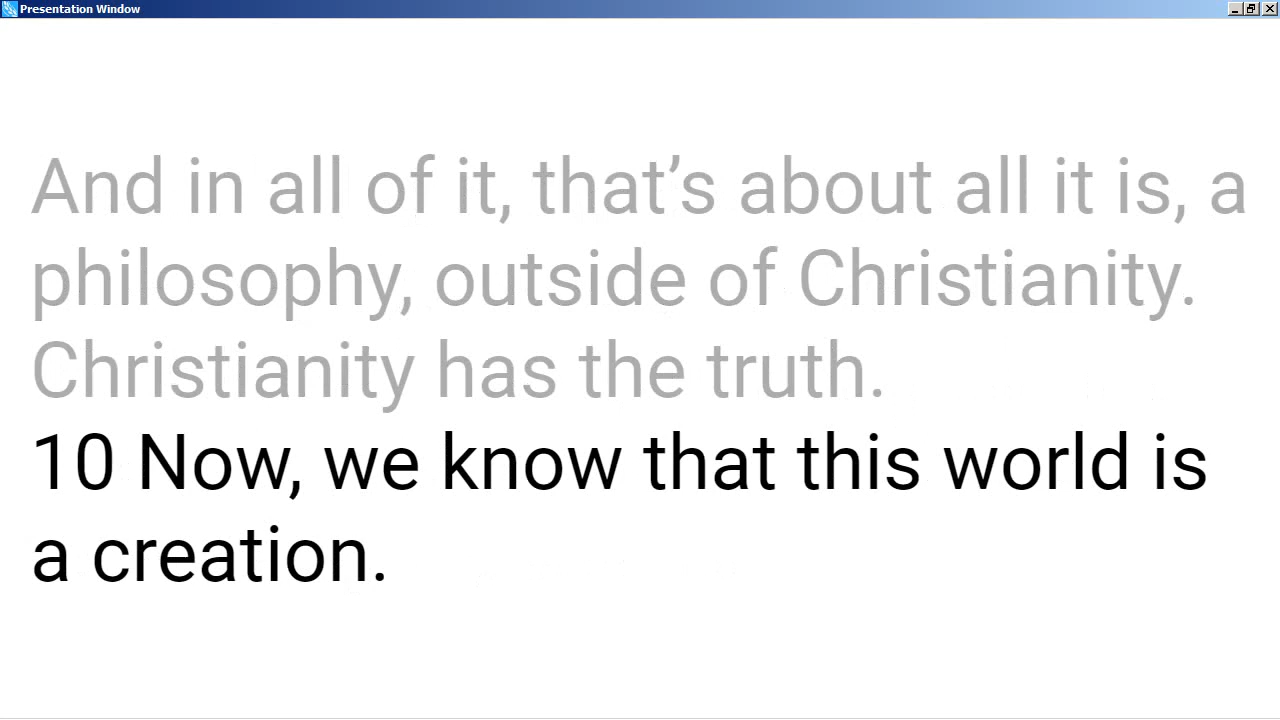 Presentation Window
And in all of it, that’s about all it is, a
philosophy, outside of Christianity.
Christianity has the truth.
10 Now, we know that this world is
a creation.